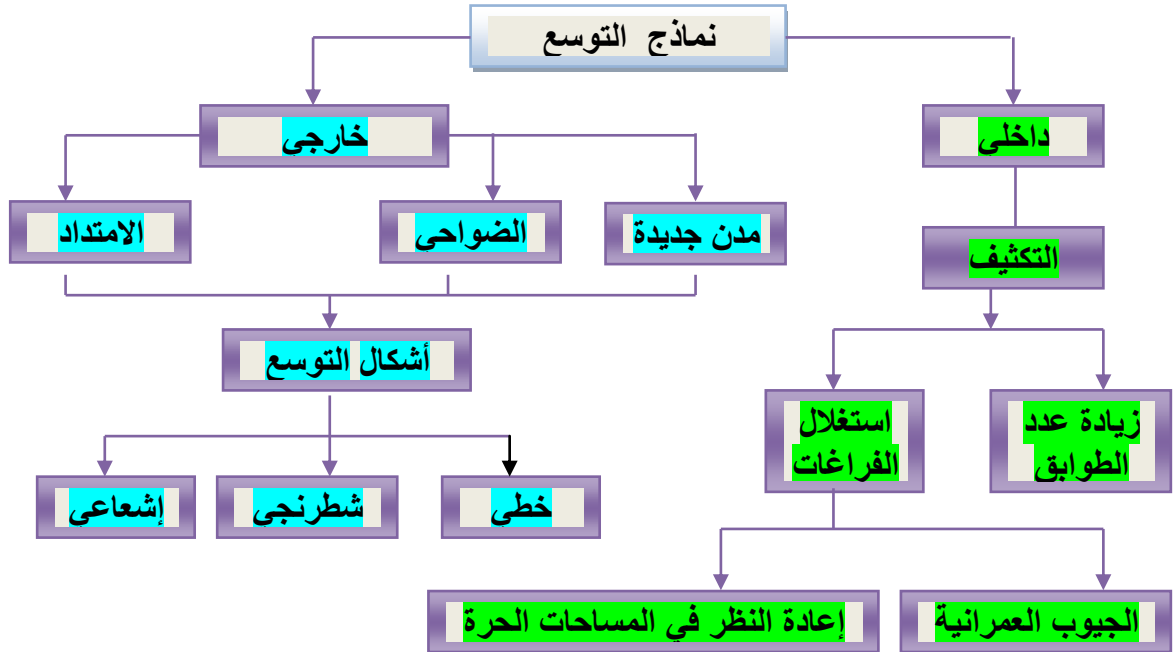 نماذج التوسع
داخلي
خارجي
مدن جديدة
الضواحي
الامتداد
التكثيف
أشكال التوسع
زيادة عدد
الطوابق
استغلال
الفراغات
خطي
شطرنجي
إشعاعي
الجيوب العمرانية
إعادة النظر في المساحات الحرة